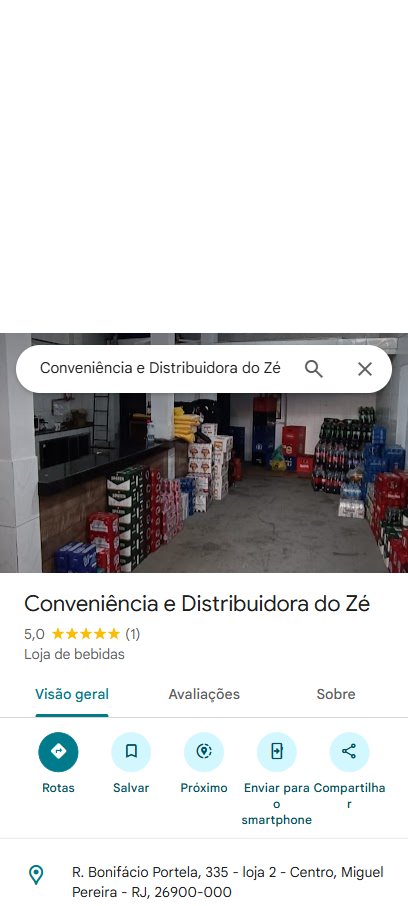 Conveniência e Distribuidora do Zé
Conveniência e Distribuidora do Zé
5,0 ★★★★★ (1)
Loja de bebidas
Visão geral Avaliações Sobre
Rotas Salvar Próximo Enviar para o smartphone Compartilhar
R. Bonifácio Portela, 335 - loja 2 - Centro, Miguel
Pereira - RJ, 26900-000